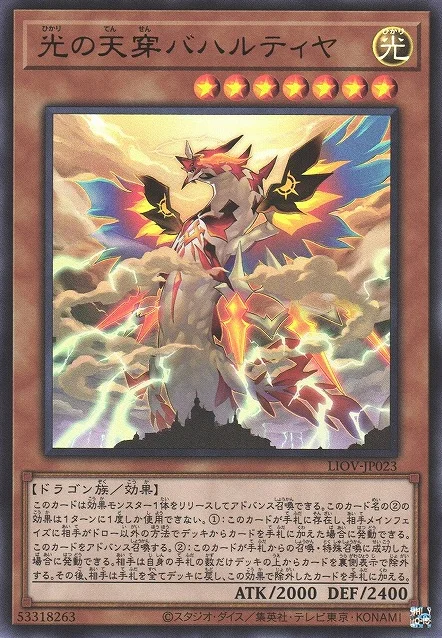 光の天穿バハルティヤ
光
LIOV-JP023
【ドラゴン族／効果】
このカードは効果モンスター1体をリリースしてアドバンス召喚できる。このカード名の②の
効果は1ターンに1度しか使用できない。①：このカードが手札に存在し、相手メインフェ
イズに相手がドロー以外の方法でデッキからカードを手札に加えた場合に発動できる。
このカードをアドバンス召喚する。②：このカードが手札からの召喚・特殊召喚に成功した
場合に発動できる。相手は自身の手札の数だけデッキの上からカードを裏側表示で除外
する。その後、相手は手札を全てデッキに戻し、この効果で除外したカードを手札に加える。
ATK/2000 DEF/2400
53318263
©スタジオ・ダイス／集英社・テレビ東京・KONAMI